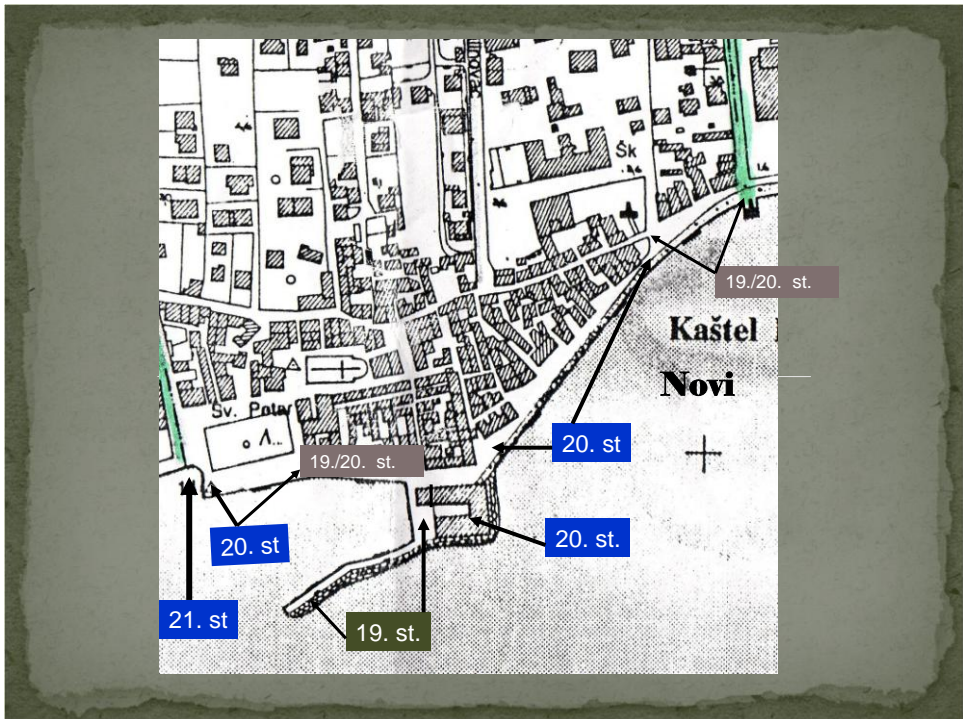 Šk
19./20. st.
Kaštel
Novi
Sv. Petar
20. st
19./20. st.
20. st
20. st.
21. st
19. st.